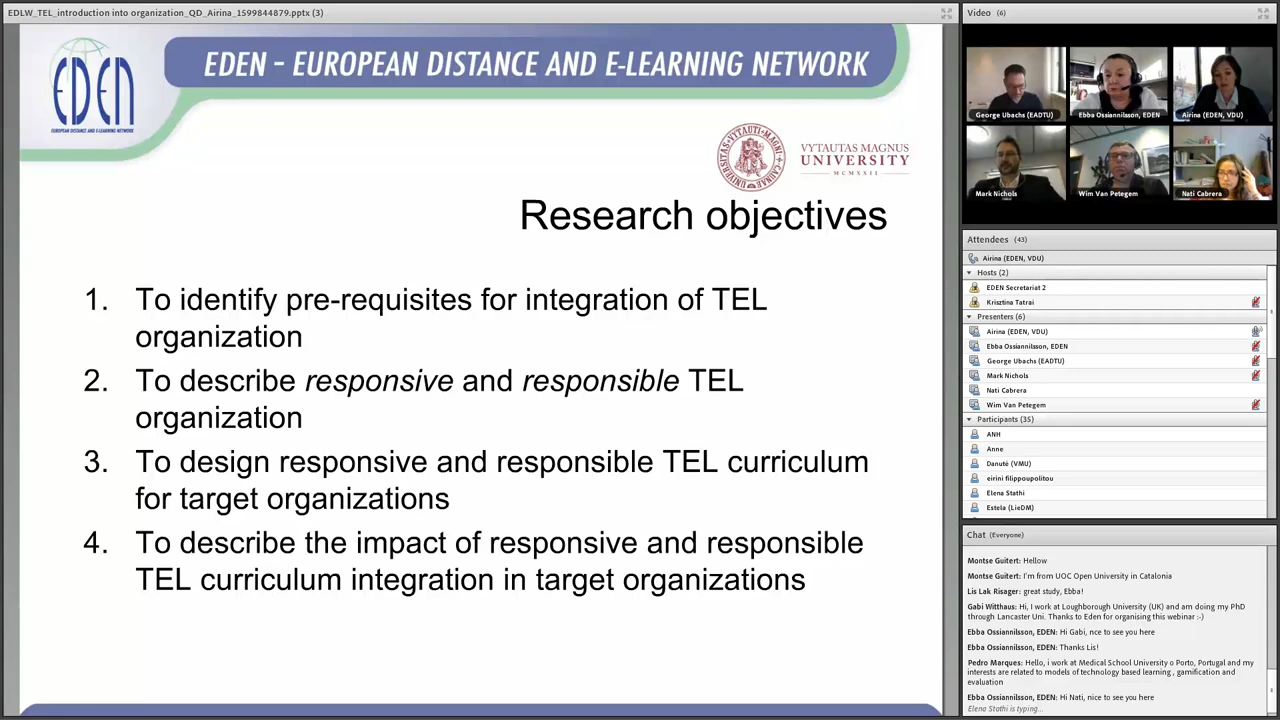 EDLW_TEL_introduction into organization_QD_Airina_1599844879.pptx (3)
EDEN
EUROPEAN DISTANCE AND E-LEARNING NETWORK
EDEN - EUROPEAN DISTANCE AND E-LEARNING NETWORK
VYTAUTAS MAGNUS
UNIVERSITY
MCMXXII
Research objectives
1. To identify pre-requisites for integration of TEL
organization
2. To describe responsive and responsible TEL
organization
3. To design responsive and responsible TEL curriculum
for target organizations
4. To describe the impact of responsive and responsible
TEL curriculum integration in target organizations
Video (6)
George Ubachs (EADTU)
Ebba Ossiannilsson, EDEN
Airina (EDEN, VDU)
Mark Nichols
Wim Van Petegem
Nati Cabrera
Attendees (43)
Airina (EDEN, VDU)
Hosts (2)
EDEN Secretariat 2
Krisztina Tatrai
Presenters (6)
Airina (EDEN, VDU)
Ebba Ossiannilsson, EDEN
George Ubachs (EADTU)
Mark Nichols
Nati Cabrera
Wim Van Petegem
Participants (35)
ANH
Anne
Danutė (VMU)
eirini filippoupolitou
Elena Stathi
Estela (LieDM)
Chat (Everyone)
Montse Guitert: Hellow
Montse Guitert: I'm from UOC Open University in Catalonia
Lis Lak Risager: great study, Ebba!
Gabi Witthaus: Hi, I work at Loughborough University (UK) and am doing my PhD
through Lancaster Uni. Thanks to Eden for organising this webinar :-)
Ebba Ossiannilsson, EDEN: Hi Gabi, nce to see you here
Ebba Ossiannilsson, EDEN: Thanks Lis!
Pedro Marques: Hello, i work at Medical School University o Porto, Portugal and my
interests are related to models of technology based learning , gamification and
evaluation
Ebba Ossiannilsson, EDEN: Hi Nati, nice to see you here
Elena Stathi is typing...